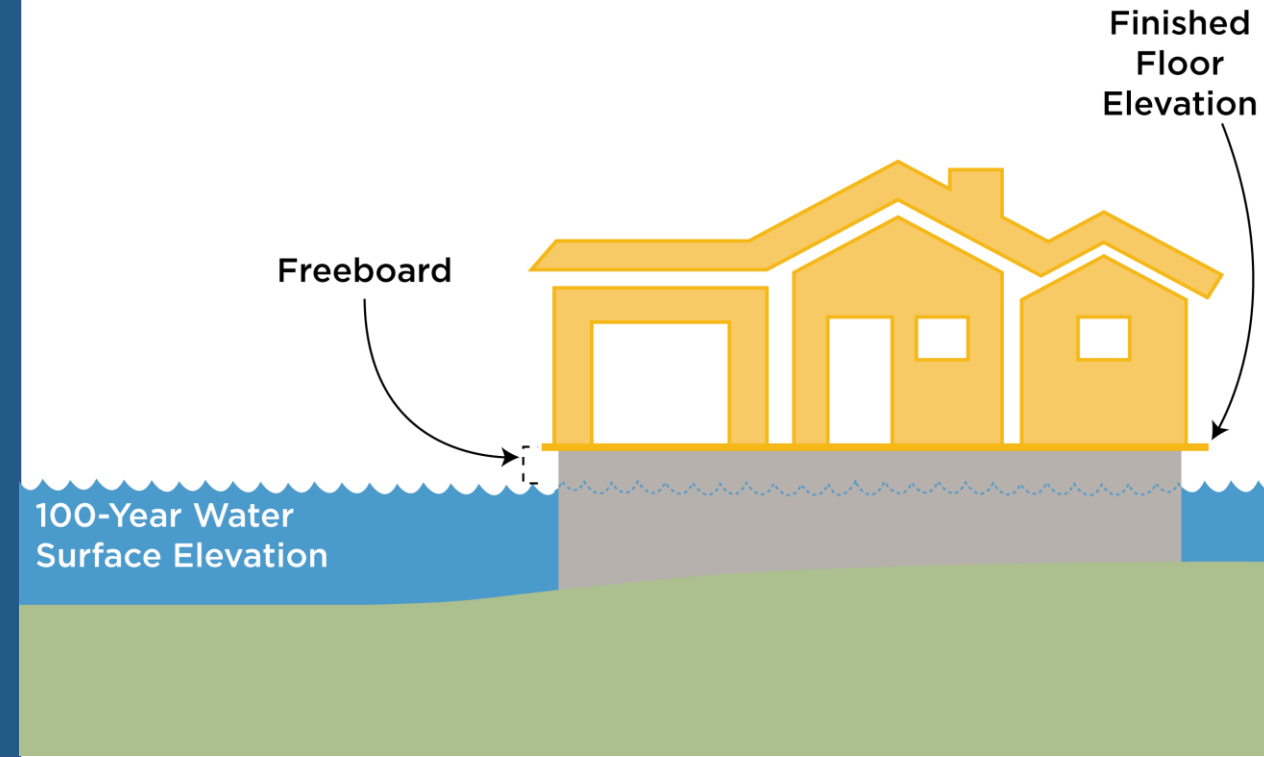 Finished
Floor
Elevation
Freeboard
100-Year Water
Surface Elevation